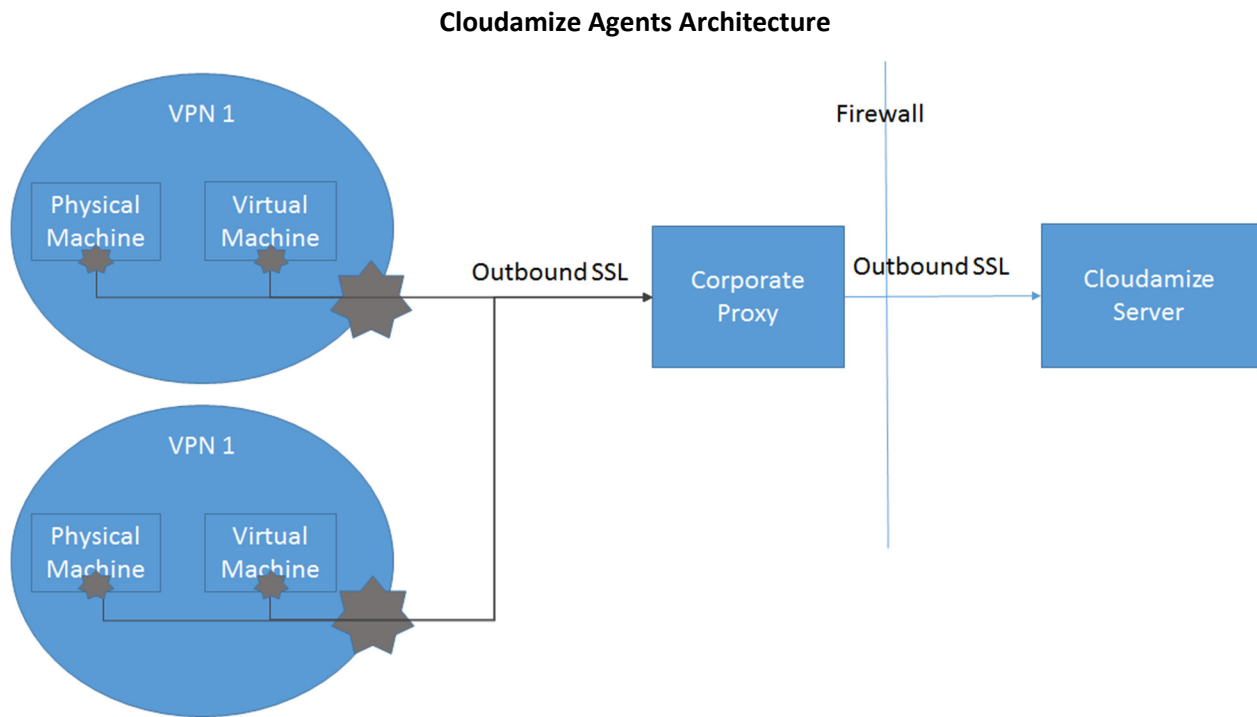 Cloudamize Agents Architecture
VPN 1
Physical
Machine
Virtual
Machine
Outbound SSL
Corporate
Proxy
Firewall
Outbound SSL
Cloudamize
Server
VPN 1
Physical
Machine
Virtual
Machine